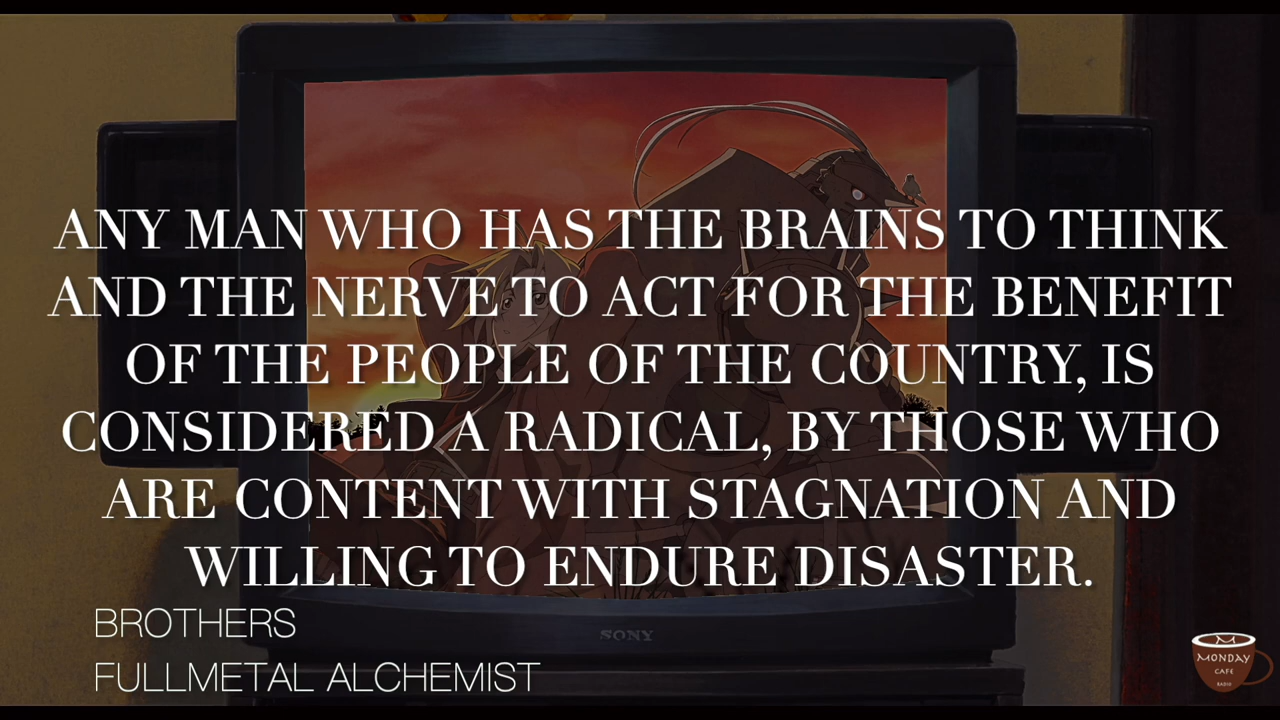 ANY MAN WHO HAS THE BRAINS TO THINK
AND THE NERVE TO ACT FOR THE BENEFIT
OF THE PEOPLE OF THE COUNTRY, IS
CONSIDERED A RADICAL, BY THOSE WHO
ARE CONTENT WITH STAGNATION AND
WILLING TO ENDURE DISASTER.
BROTHERS
FULLMETAL ALCHEMIST
SONY
M
MONDAY
CAFE
RADIO